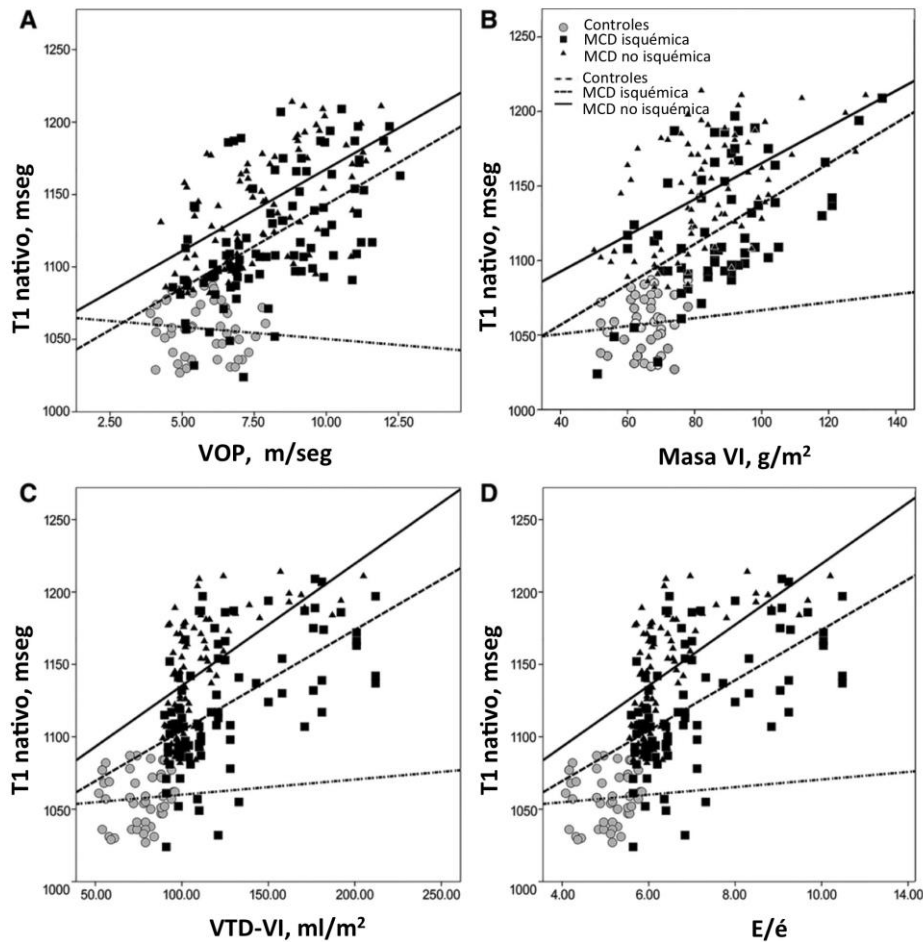 A
1250
1200
1150
1100
1050
1000
T1 nativo, mseg
2.50 5.00 7.50 10.00 12.50
VOP, m/seg
B
Controles
MCD isquémica
MCD no isquémica
Controles
MCD isquémica
MCD no isquémica
1250
1200
1150
1100
1050
1000
T1 nativo, mseg
40 60 80 100 120 140
Masa VI, g/m²
C
1250
1200
1150
1100
1050
1000
T1 nativo, mseg
50.00 100.00 150.00 200.00 250.00
VTD-VI, ml/m²
D
1250
1200
1150
1100
1050
1000
T1 nativo, mseg
4.00 6.00 8.00 10.00 14.00
E/é